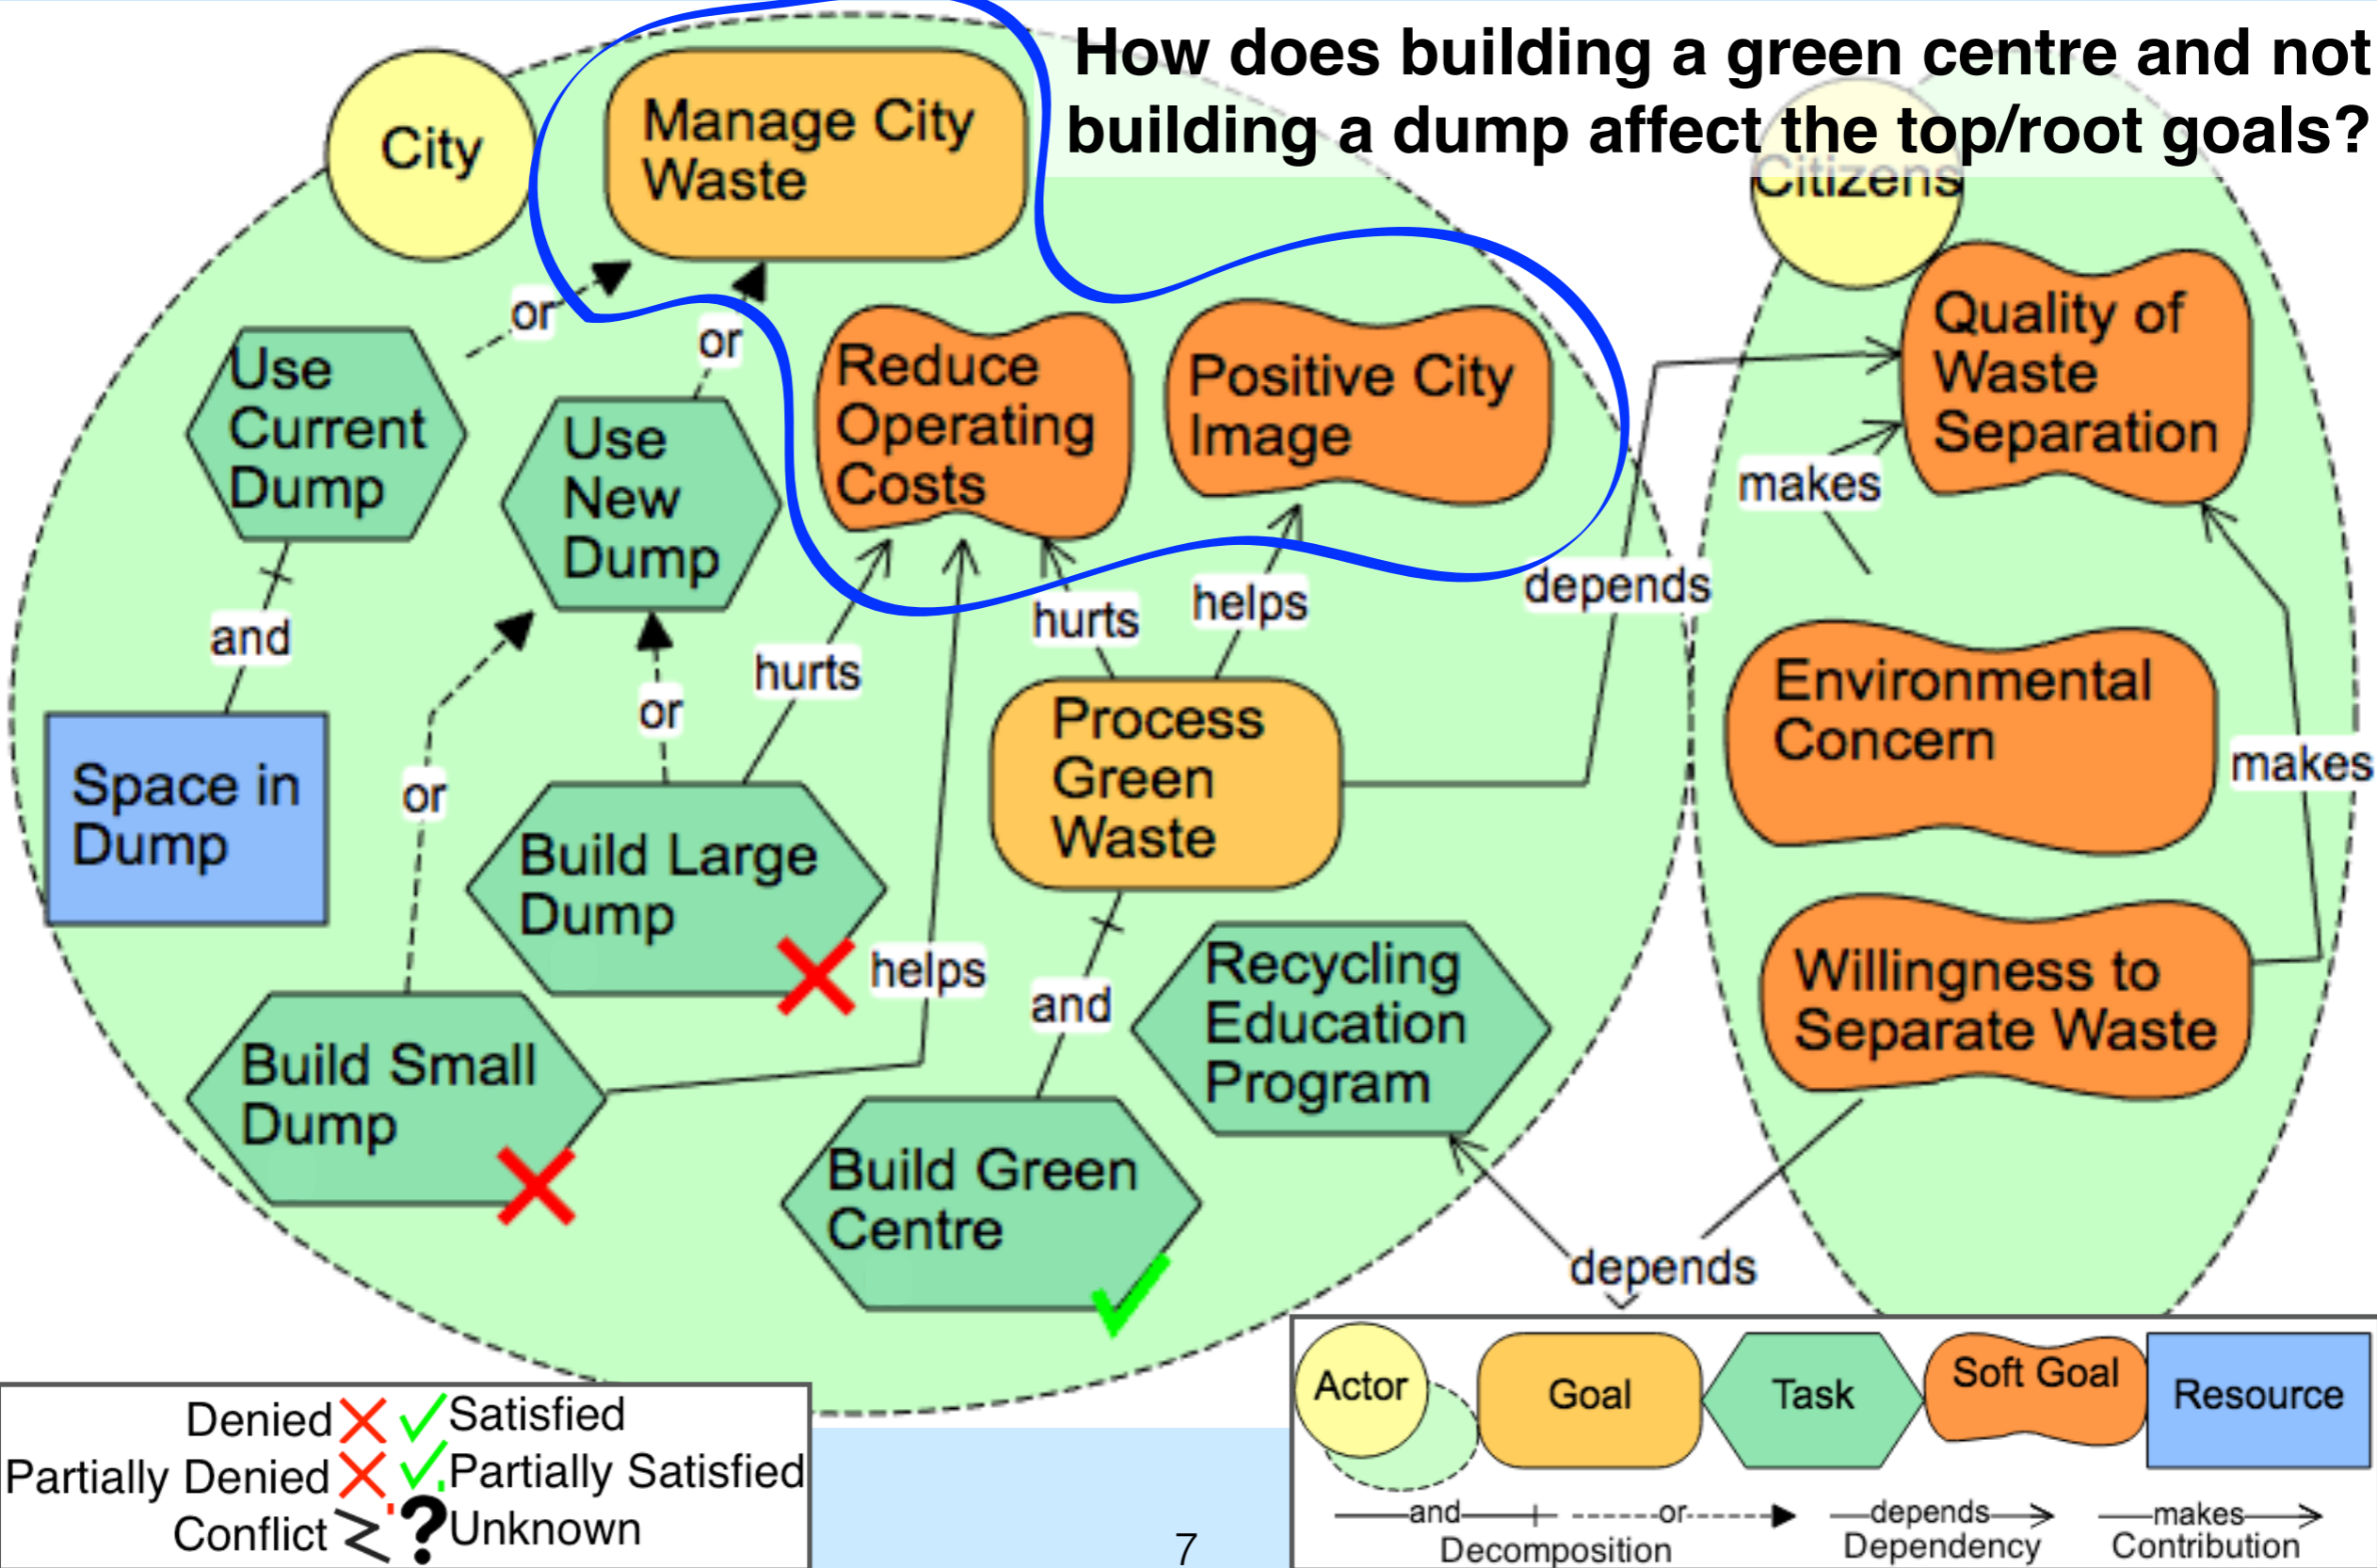 How does building a green centre and not
building a dump affect the top/root goals?
City
Manage City
Waste
Citizens
or
or
Use
Current
Dump
Use
New
Dump
Reduce
Operating
Costs
Positive City
Image
Quality of
Waste
Separation
makes
depends
and
hurts
hurts
helps
or
or
Space in
Dump
Build Large
Dump
Process
Green
Waste
Environmental
Concern
makes
helps
and
Recycling
Education
Program
Willingness to
Separate Waste
Build Small
Dump
Build Green
Centre
depends
Denied
Satisfied
Partially Denied
Partially Satisfied
Conflict
?
Unknown
7
Actor
Goal
Task
Soft Goal
Resource
and
Decomposition
or
depends
Dependency
makes
Contribution